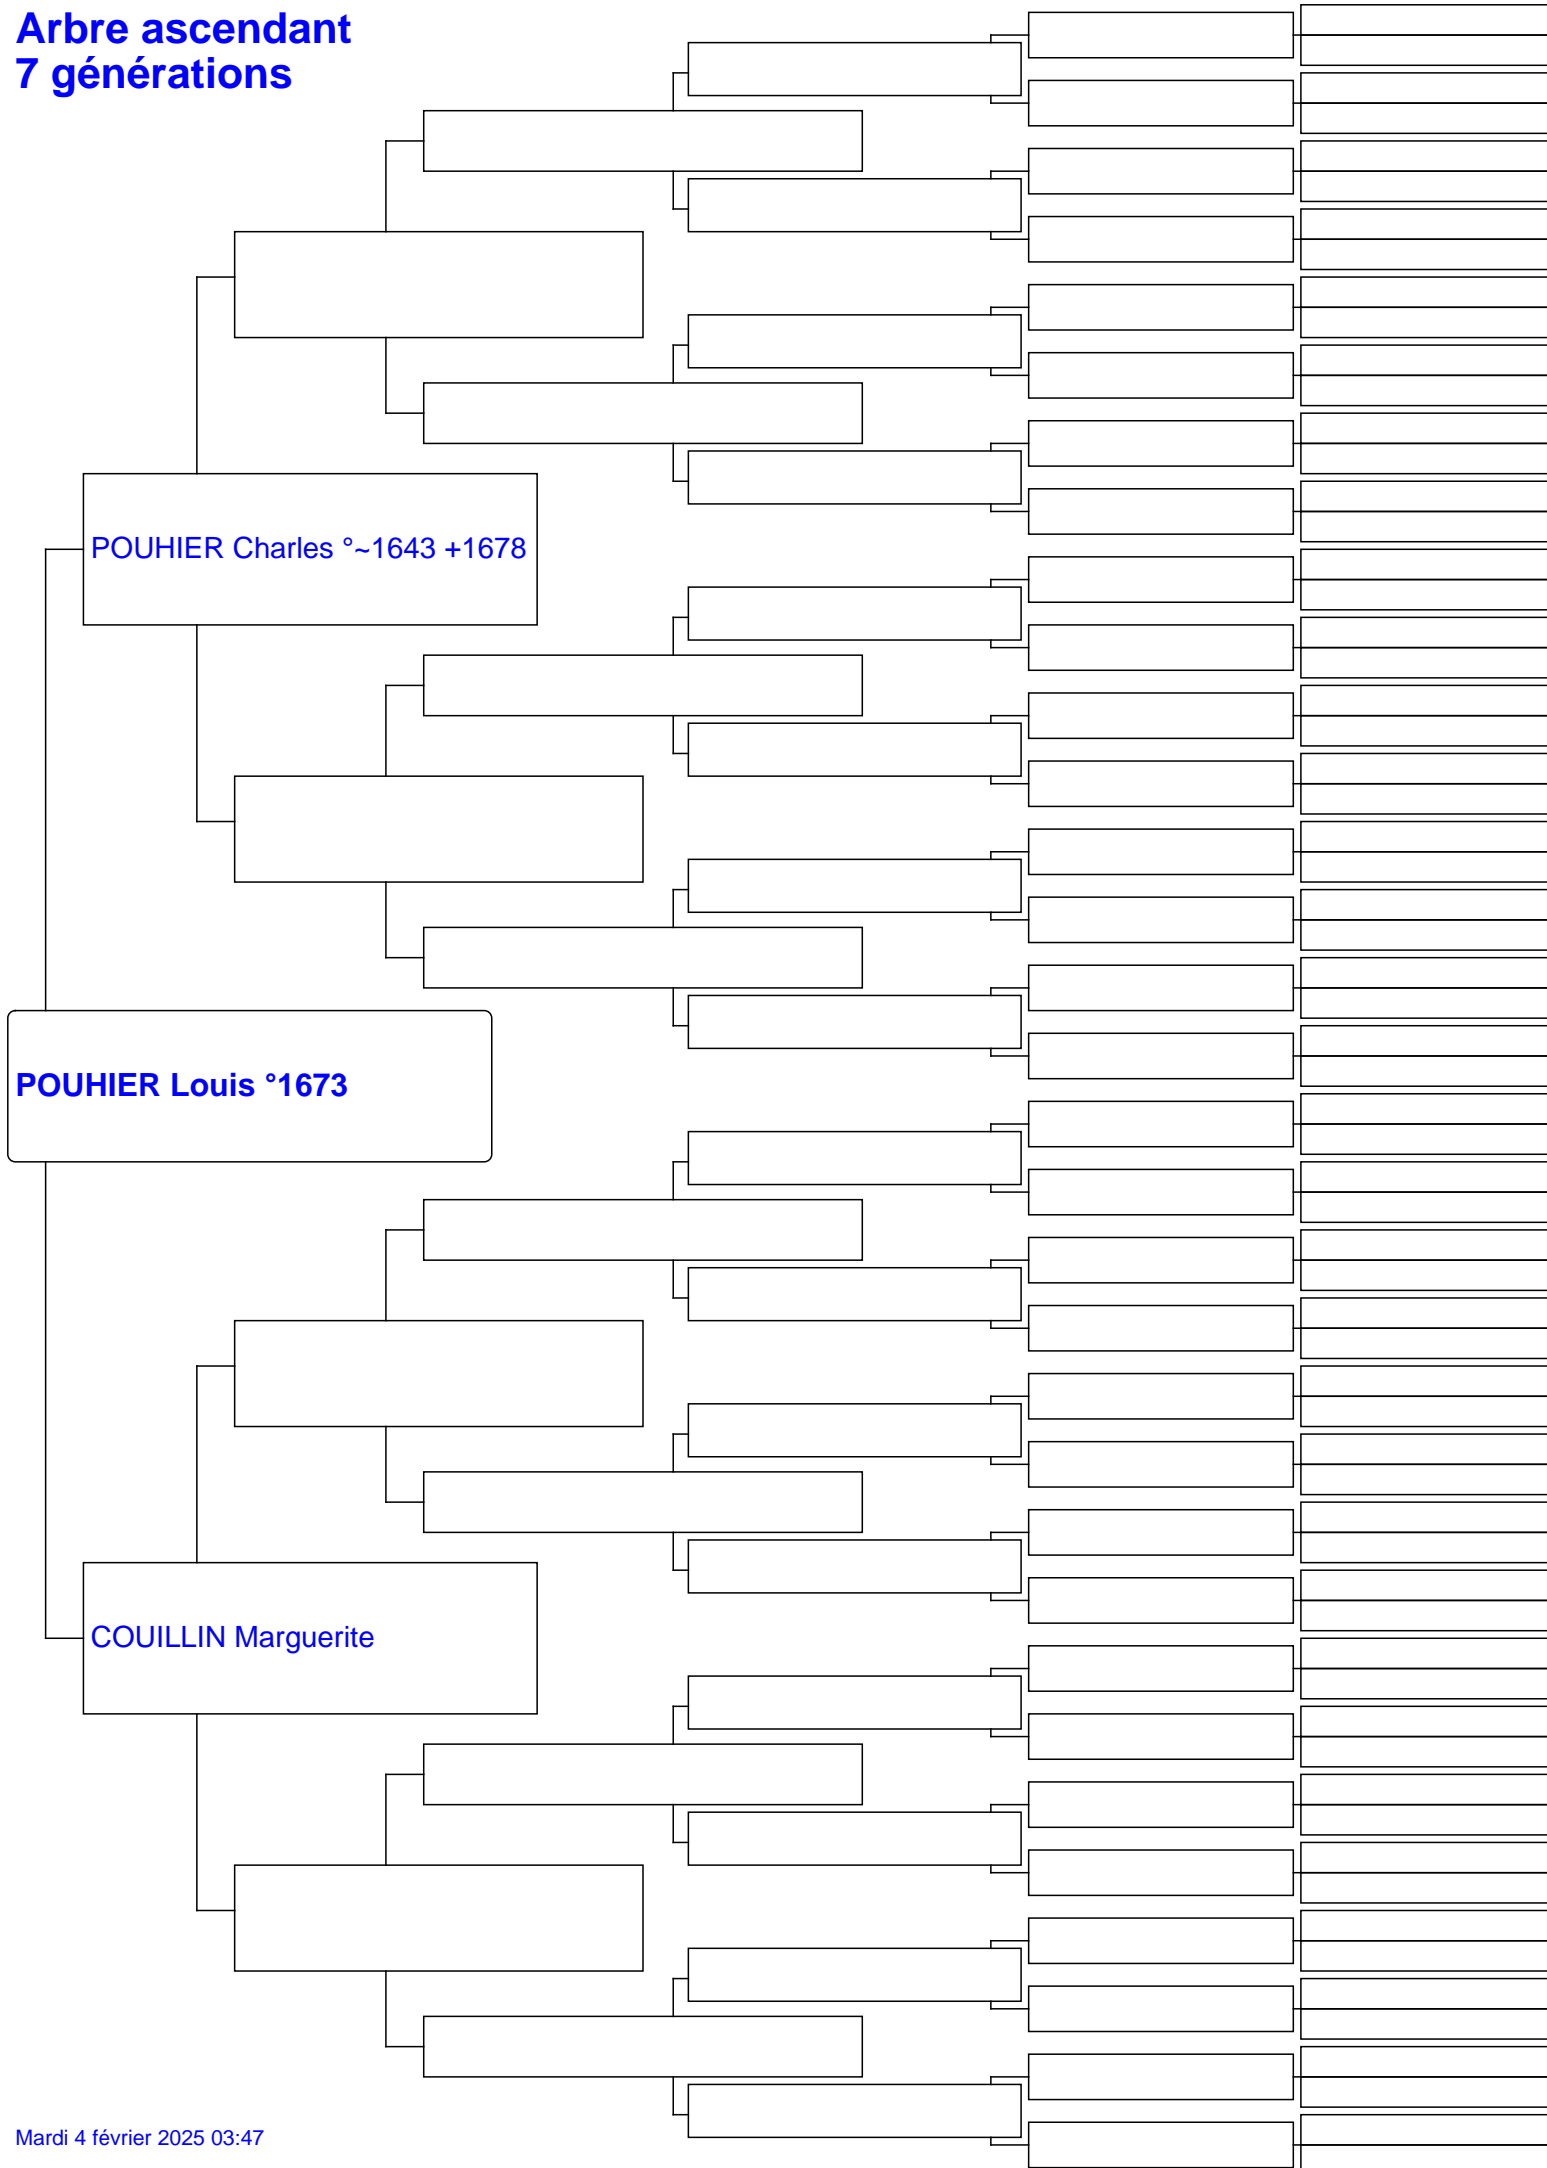 Arbre ascendant
7 générations
POUHIER Charles °~1643 +1678
POUHIER Louis °1673
COUILLIN Marguerite
Mardi 4 février 2025 03:47